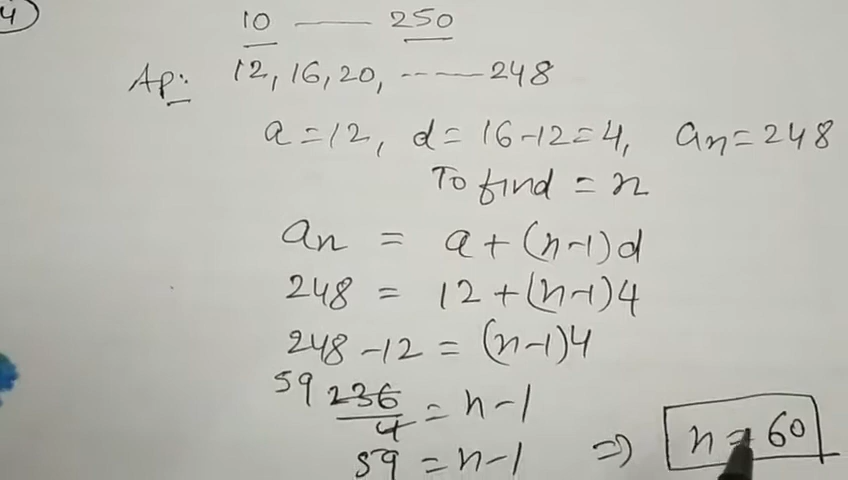 4
10 —— 250
Ap:- 12, 16, 20, ------ 248
a = 12, d = 16-12 = 4, an = 248
To find = n
an = a + (n-1)d
248 = 12 + (n-1)4
248 - 12 = (n-1)4
59 236/4 = n-1
59 = n-1 ⇒ n = 60